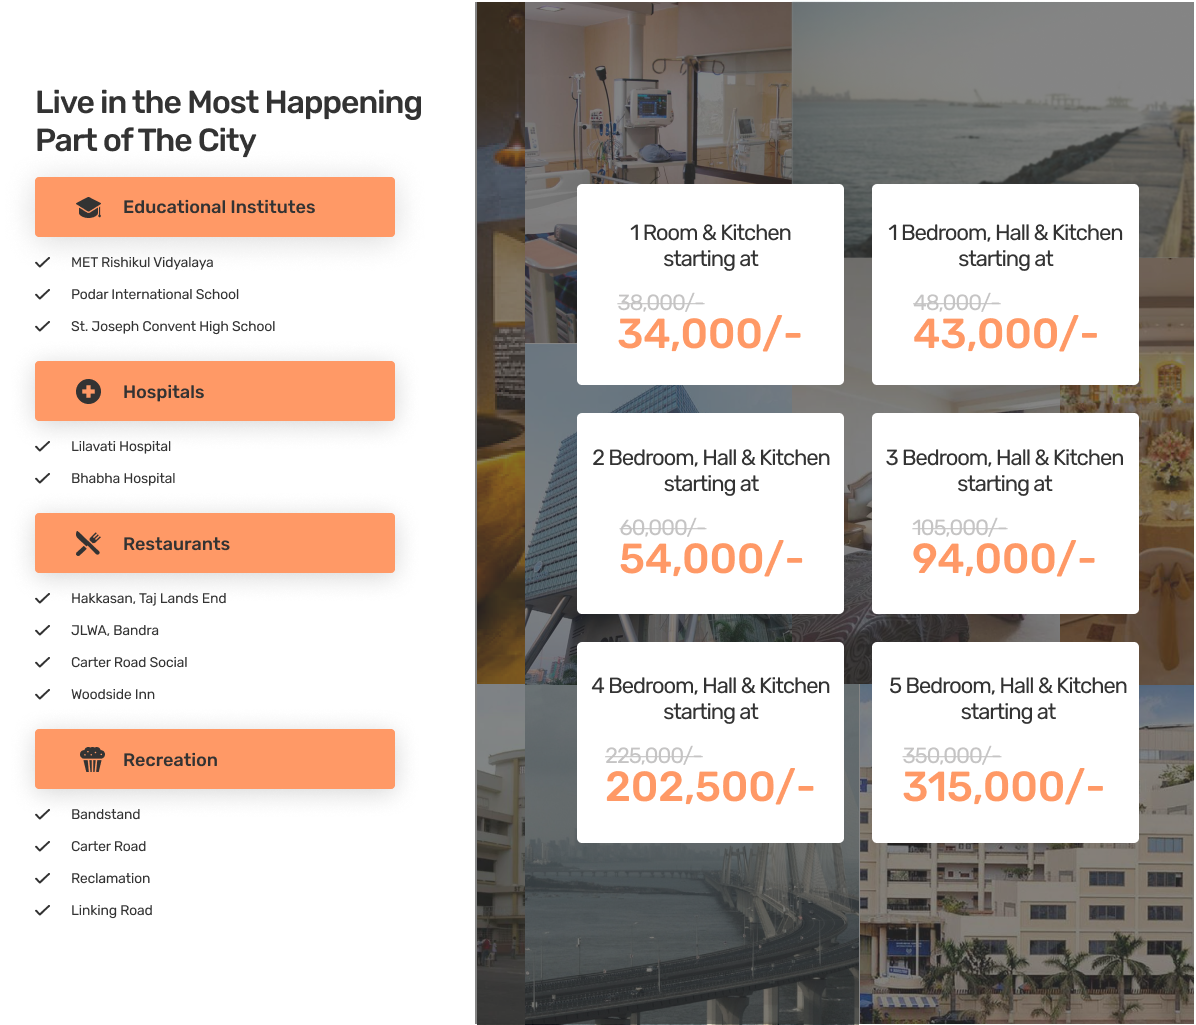 Live in the Most Happening
Part of The City
Educational Institutes
MET Rishikul Vidyalaya
Podar International School
St. Joseph Convent High School
Hospitals
Lilavati Hospital
Bhabha Hospital
Restaurants
Hakkasan, Taj Lands End
JLWA, Bandra
Carter Road Social
Woodside Inn
Recreation
Bandstand
Carter Road
Reclamation
Linking Road
1 Room & Kitchen
starting at
38,000/-
34,000/-
1 Bedroom, Hall & Kitchen
starting at
48,000/-
43,000/-
2 Bedroom, Hall & Kitchen
starting at
60,000/-
54,000/-
3 Bedroom, Hall & Kitchen
starting at
105,000/-
94,000/-
4 Bedroom, Hall & Kitchen
starting at
225,000/-
202,500/-
5 Bedroom, Hall & Kitchen
starting at
350,000/-
315,000/-